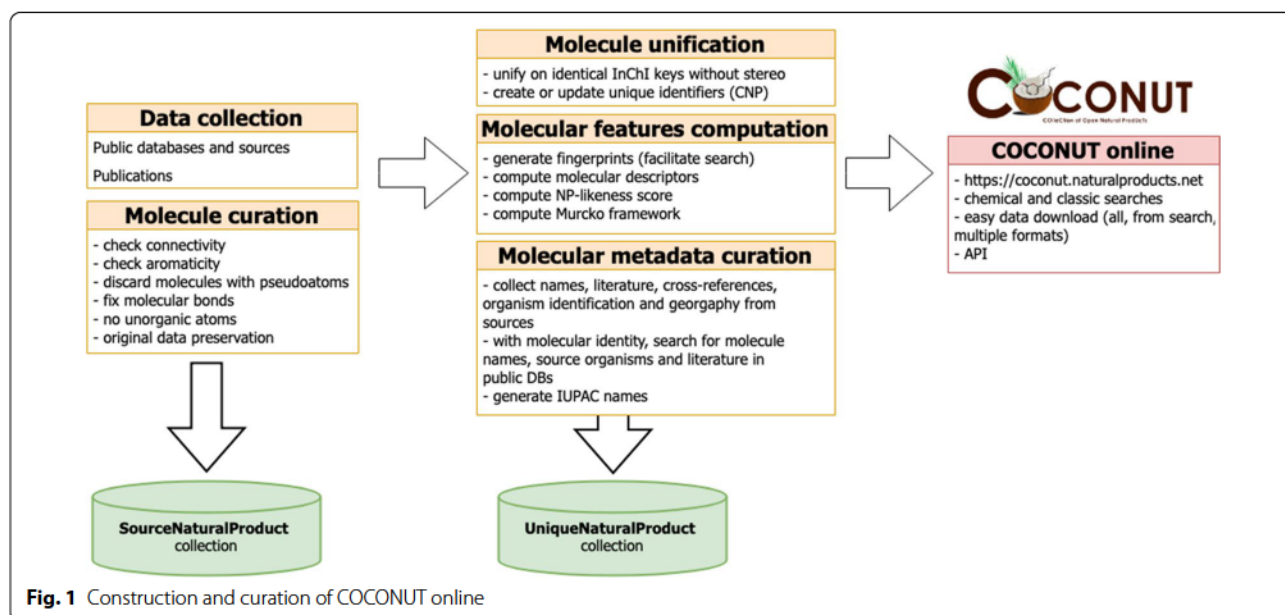 Data collection
Public databases and sources
Publications
Molecule curation
- check connectivity
- check aromaticity
- discard molecules with pseudoatoms
- fix molecular bonds
- no unorganic atoms
- original data preservation
SourceNaturalProduct
collection
Molecule unification
- unify on identical InChI keys without stereo
- create or update unique identifiers (CNP)
Molecular features computation
- generate fingerprints (facilitate search)
- compute molecular descriptors
- compute NP-likeness score
- compute Murcko framework
Molecular metadata curation
- collect names, literature, cross-references,
organism identification and georgaphy from
sources
- with molecular identity, search for molecule
names, source organisms and literature in
public DBs
- generate IUPAC names
UniqueNaturalProduct
collection
COCONUT
COlleCtion of Open Natural ProdUcTs
COCONUT online
- https://coconut.naturalproducts.net
- chemical and classic searches
- easy data download (all, from search,
multiple formats)
- API
Fig. 1 Construction and curation of COCONUT online